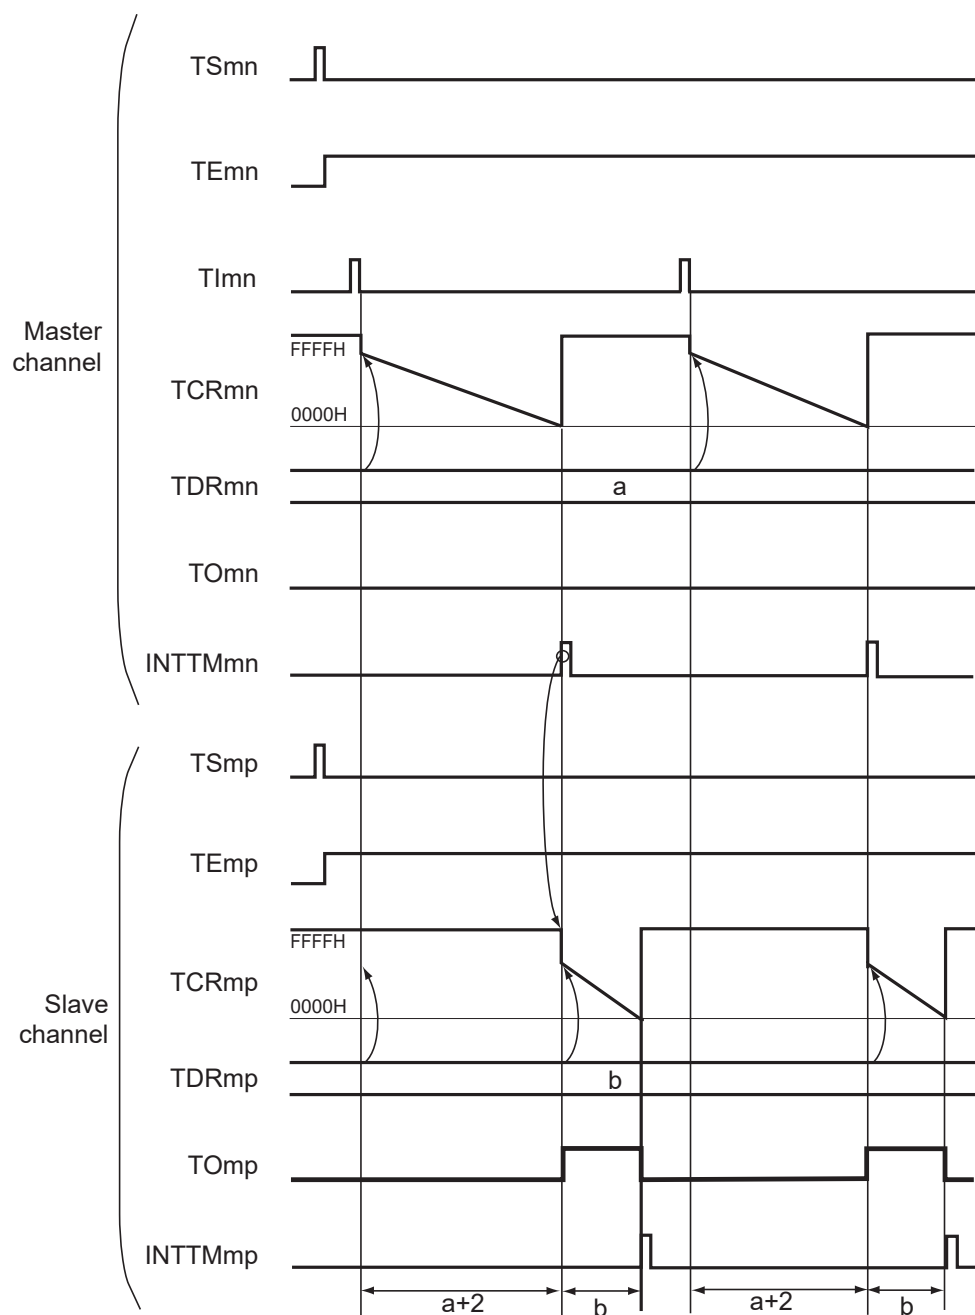 TSmn
TEmn
TImn
Master
channel
FFFFH
TCRmn
0000H
TDRmn
a
TOmn
INTTMmn
TSmp
TEmp
FFFFH
TCRmp
0000H
Slave
channel
TDRmp
b
TOmp
INTTMmp
a+2 b a+2 b